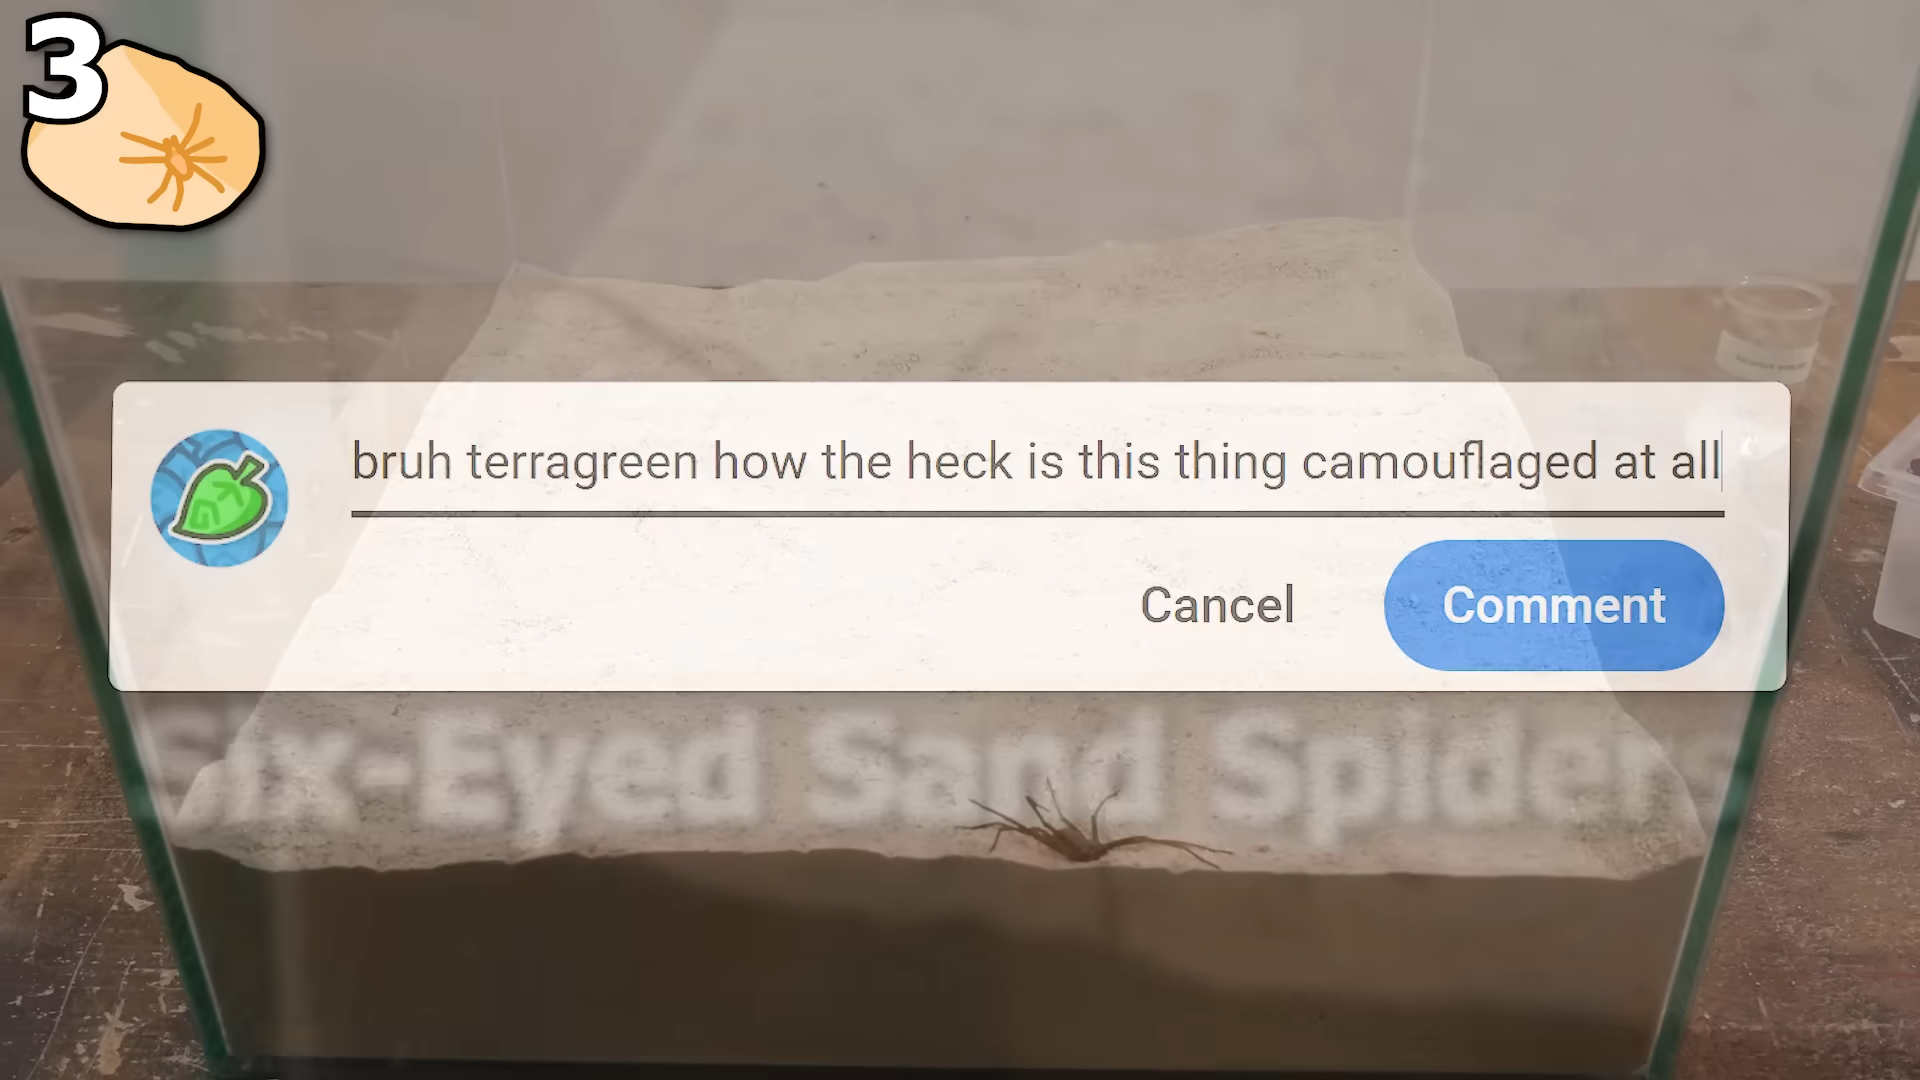 3
bruh terragreen how the heck is this thing camouflaged at all
Cancel
Comment
Six-Eyed Sand Spiders